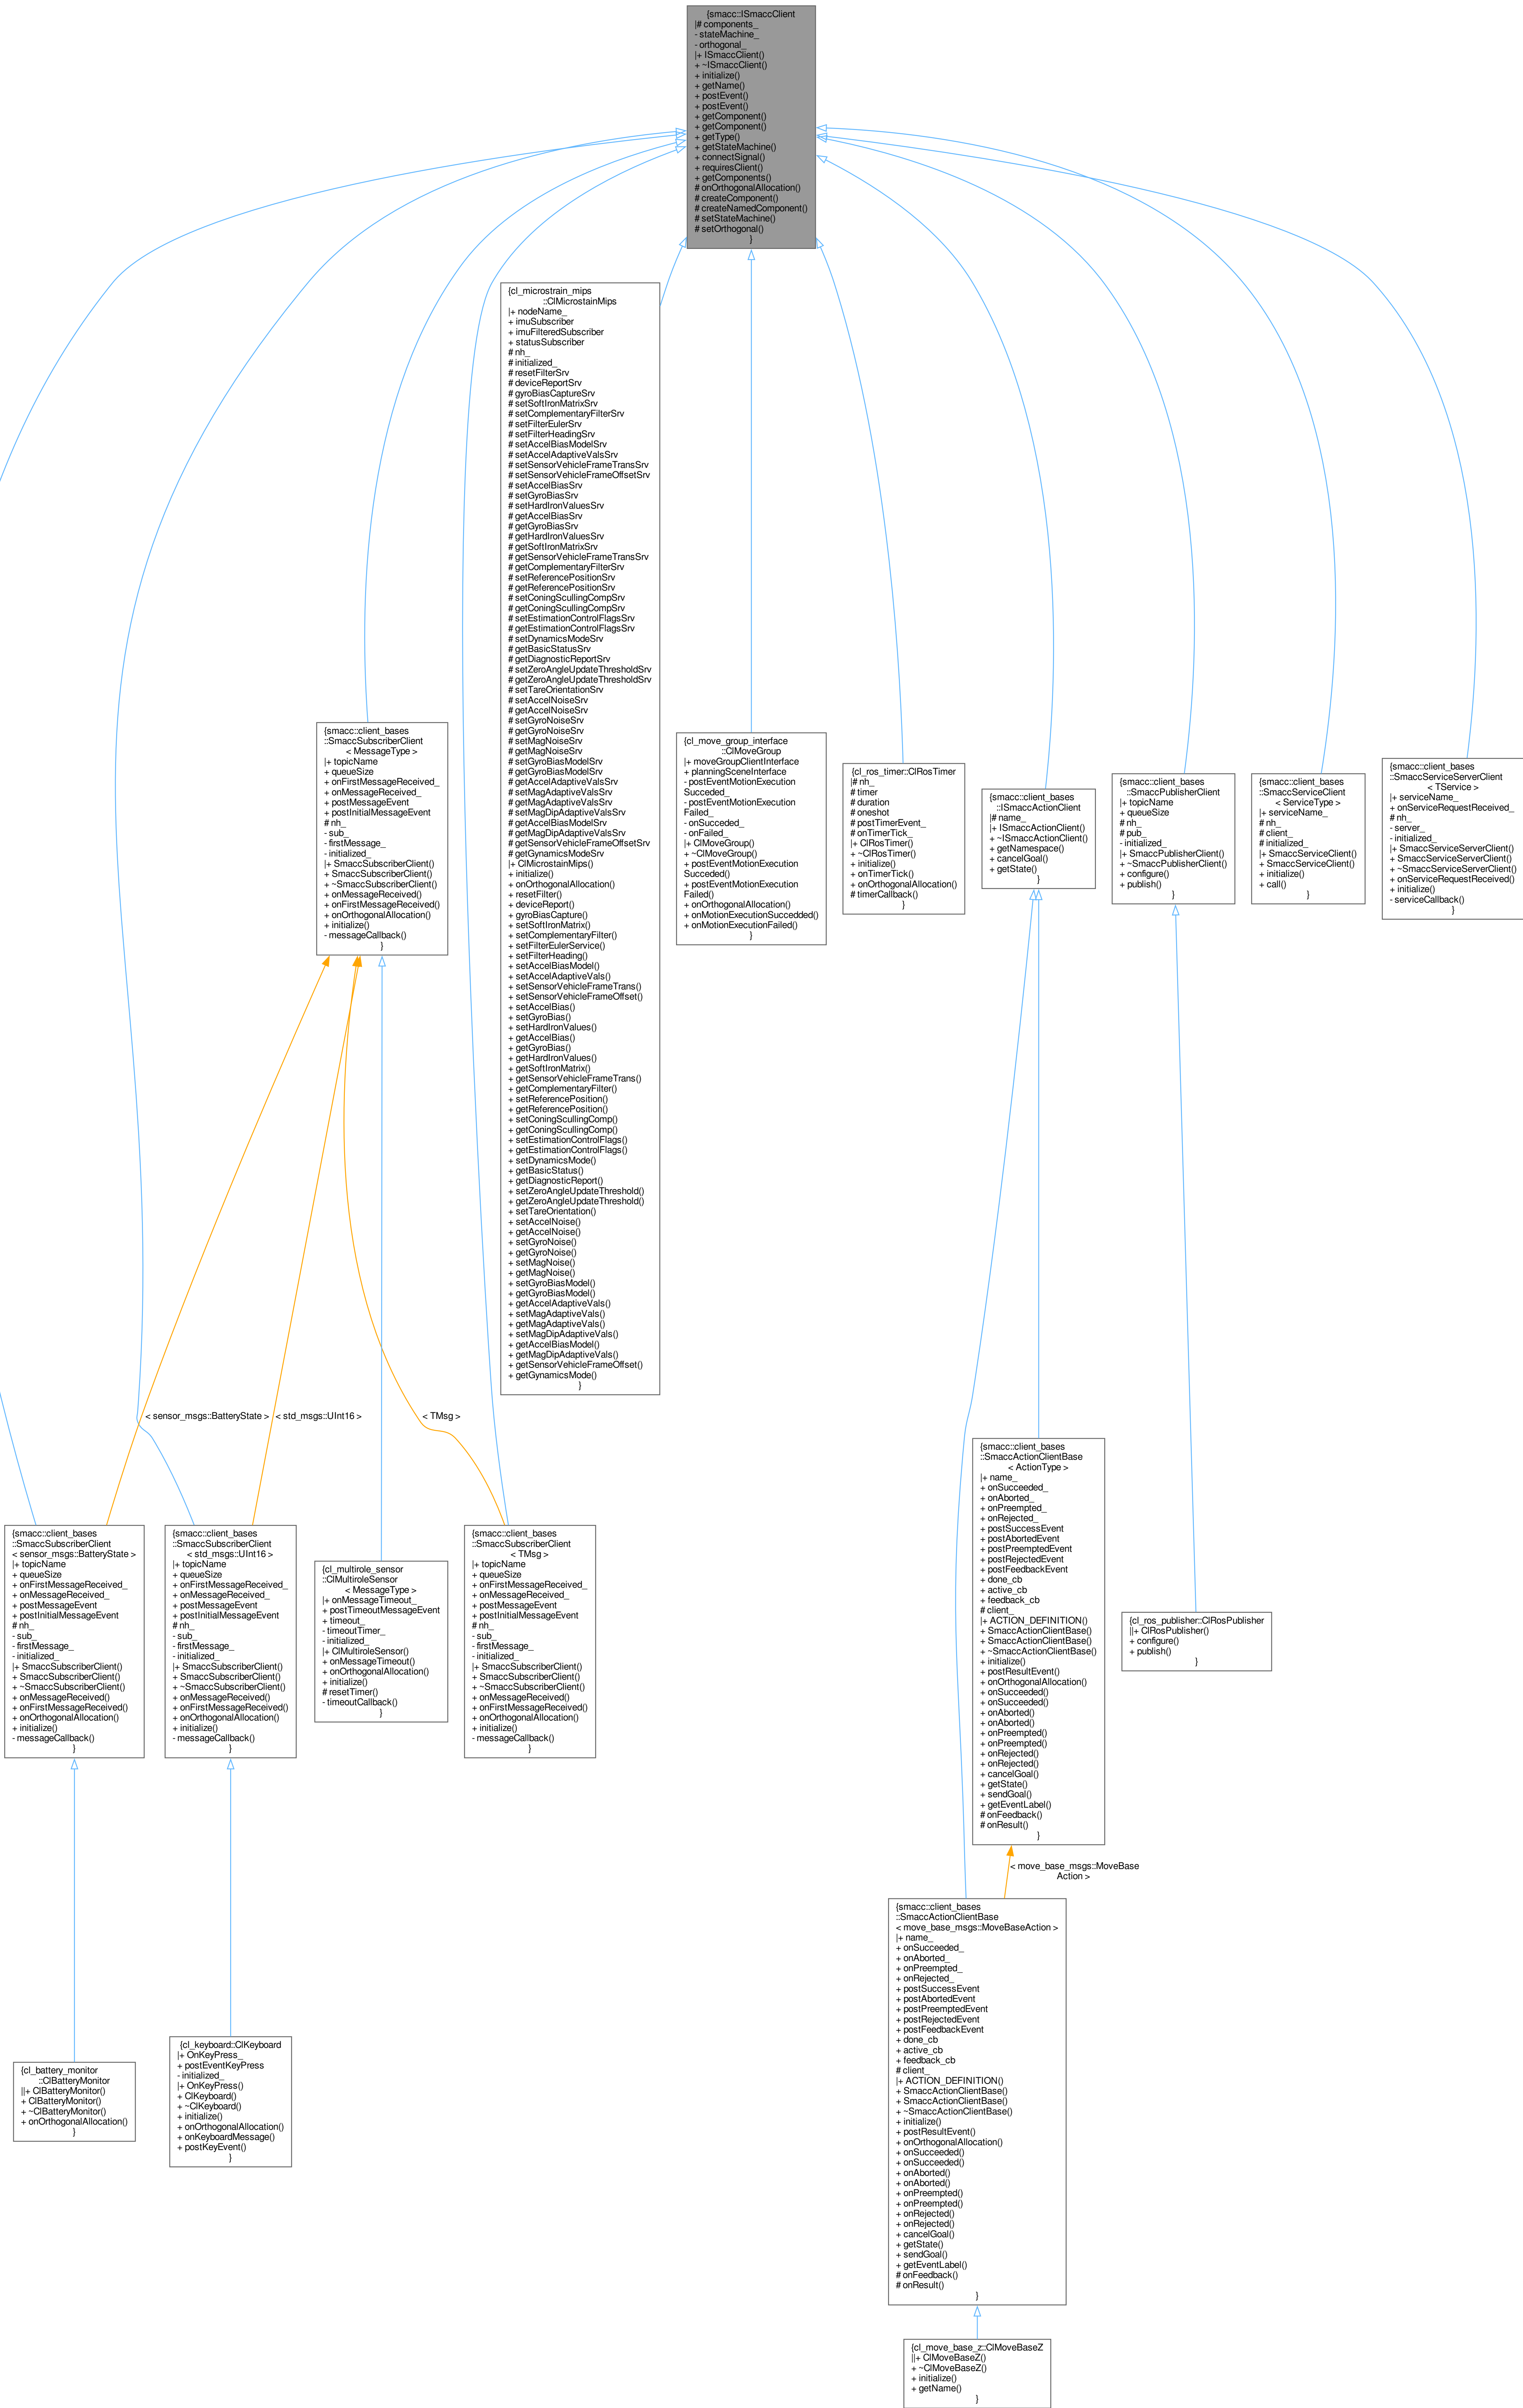 {smacc::ISmaccClient
|# components_
- stateMachine_
- orthogonal_
|+ ISmaccClient()
+ ~ISmaccClient()
+ initialize()
+ getName()
+ postEvent()
+ postEvent()
+ getComponent()
+ getComponent()
+ getType()
+ getStateMachine()
+ connectSignal()
+ requiresClient()
+ getComponents()
# onOrthogonalAllocation()
# createComponent()
# createNamedComponent()
# setStateMachine()
# setOrthogonal()
}
{cl_microstrain_mips
::ClMicrostainMips
|+ nodeName_
+ imuSubscriber
+ imuFilteredSubscriber
+ statusSubscriber
# nh_
# initialized_
# resetFilterSrv
# deviceReportSrv
# gyroBiasCaptureSrv
# setSoftIronMatrixSrv
# setComplementaryFilterSrv
# setFilterEulerSrv
# setFilterHeadingSrv
# setAccelBiasModelSrv
# setAccelAdaptiveValsSrv
# setSensorVehicleFrameTransSrv
# setSensorVehicleFrameOffsetSrv
# setAccelBiasSrv
# setGyroBiasSrv
# setHardIronValuesSrv
# getAccelBiasSrv
# getGyroBiasSrv
# getHardIronValuesSrv
# getSoftIronMatrixSrv
# getSensorVehicleFrameTransSrv
# getComplementaryFilterSrv
# setReferencePositionSrv
# getReferencePositionSrv
# setConingScullingCompSrv
# getConingScullingCompSrv
# setEstimationControlFlagsSrv
# getEstimationControlFlagsSrv
# setDynamicsModeSrv
# getBasicStatusSrv
# getDiagnosticReportSrv
# setZeroAngleUpdateThresholdSrv
# getZeroAngleUpdateThresholdSrv
# setTareOrientationSrv
# setAccelNoiseSrv
# getAccelNoiseSrv
# setGyroNoiseSrv
# getGyroNoiseSrv
# setMagNoiseSrv
# getMagNoiseSrv
# setGyroBiasModelSrv
# getGyroBiasModelSrv
# getAccelAdaptiveValsSrv
# setMagAdaptiveValsSrv
# getMagAdaptiveValsSrv
# setMagDipAdaptiveValsSrv
# getAccelBiasModelSrv
# getMagDipAdaptiveValsSrv
# getSensorVehicleFrameOffsetSrv
# getGynamicsModeSrv
|+ ClMicrostainMips()
+ initialize()
+ onOrthogonalAllocation()
+ resetFilter()
+ deviceReport()
+ gyroBiasCapture()
+ setSoftIronMatrix()
+ setComplementaryFilter()
+ setFilterEulerService()
+ setFilterHeading()
+ setAccelBiasModel()
+ setAccelAdaptiveVals()
+ setSensorVehicleFrameTrans()
+ setSensorVehicleFrameOffset()
+ setAccelBias()
+ setGyroBias()
+ setHardIronValues()
+ getAccelBias()
+ getGyroBias()
+ getHardIronValues()
+ getSoftIronMatrix()
+ getSensorVehicleFrameTrans()
+ getComplementaryFilter()
+ setReferencePosition()
+ getReferencePosition()
+ setConingScullingComp()
+ getConingScullingComp()
+ setEstimationControlFlags()
+ getEstimationControlFlags()
+ setDynamicsMode()
+ getBasicStatus()
+ getDiagnosticReport()
+ setZeroAngleUpdateThreshold()
+ getZeroAngleUpdateThreshold()
+ setTareOrientation()
+ setAccelNoise()
+ getAccelNoise()
+ setGyroNoise()
+ getGyroNoise()
+ setMagNoise()
+ getMagNoise()
+ setGyroBiasModel()
+ getGyroBiasModel()
+ getAccelAdaptiveVals()
+ setMagAdaptiveVals()
+ getMagAdaptiveVals()
+ setMagDipAdaptiveVals()
+ getAccelBiasModel()
+ getMagDipAdaptiveVals()
+ getSensorVehicleFrameOffset()
+ getGynamicsMode()
}
{smacc::client_bases
::SmaccSubscriberClient
< MessageType >
|+ topicName
+ queueSize
+ onFirstMessageReceived_
+ onMessageReceived_
+ postMessageEvent
+ postInitialMessageEvent
# nh_
- sub_
- firstMessage_
- initialized_
|+ SmaccSubscriberClient()
+ SmaccSubscriberClient()
+ ~SmaccSubscriberClient()
+ onMessageReceived()
+ onFirstMessageReceived()
+ onOrthogonalAllocation()
+ initialize()
- messageCallback()
}
{cl_move_group_interface
::ClMoveGroup
|+ moveGroupClientInterface
+ planningSceneInterface
- postEventMotionExecution
Succeded_
- postEventMotionExecution
Failed_
- onSucceded_
- onFailed_
|+ ClMoveGroup()
+ ~ClMoveGroup()
+ postEventMotionExecution
Succeded()
+ postEventMotionExecution
Failed()
+ onOrthogonalAllocation()
+ onMotionExecutionSuccedded()
+ onMotionExecutionFailed()
}
{cl_ros_timer::ClRosTimer
|# nh_
# timer
# duration
# oneshot
# postTimerEvent_
# onTimerTick_
|+ ClRosTimer()
+ ~ClRosTimer()
+ initialize()
+ onTimerTick()
+ onOrthogonalAllocation()
# timerCallback()
}
{smacc::client_bases
::ISmaccActionClient
|# name_
|+ ISmaccActionClient()
+ ~ISmaccActionClient()
+ getNamespace()
+ cancelGoal()
+ getState()
}
{smacc::client_bases
::SmaccPublisherClient
|+ topicName
+ queueSize
# nh_
# pub_
- initialized_
|+ SmaccPublisherClient()
+ ~SmaccPublisherClient()
+ configure()
+ publish()
}
{smacc::client_bases
::SmaccServiceClient
< ServiceType >
|+ serviceName_
# nh_
# client_
# initialized_
|+ SmaccServiceClient()
+ SmaccServiceClient()
+ initialize()
+ call()
}
{smacc::client_bases
::SmaccServiceServerClient
< TService >
|+ serviceName_
+ onServiceRequestReceived_
# nh_
- server_
- initialized_
|+ SmaccServiceServerClient()
+ SmaccServiceServerClient()
+ ~SmaccServiceServerClient()
+ onServiceRequestReceived()
+ initialize()
- serviceCallback()
}
< sensor_msgs::BatteryState >
< std_msgs::UInt16 >
< TMsg >
{smacc::client_bases
::SmaccSubscriberClient
< sensor_msgs::BatteryState >
|+ topicName
+ queueSize
+ onFirstMessageReceived_
+ onMessageReceived_
+ postMessageEvent
+ postInitialMessageEvent
# nh_
- sub_
- firstMessage_
- initialized_
|+ SmaccSubscriberClient()
+ SmaccSubscriberClient()
+ ~SmaccSubscriberClient()
+ onMessageReceived()
+ onFirstMessageReceived()
+ onOrthogonalAllocation()
+ initialize()
- messageCallback()
}
{smacc::client_bases
::SmaccSubscriberClient
< std_msgs::UInt16 >
|+ topicName
+ queueSize
+ onFirstMessageReceived_
+ onMessageReceived_
+ postMessageEvent
+ postInitialMessageEvent
# nh_
- sub_
- firstMessage_
- initialized_
|+ SmaccSubscriberClient()
+ SmaccSubscriberClient()
+ ~SmaccSubscriberClient()
+ onMessageReceived()
+ onFirstMessageReceived()
+ onOrthogonalAllocation()
+ initialize()
- messageCallback()
}
{cl_multirole_sensor
::ClMultiroleSensor
< MessageType >
|+ onMessageTimeout_
+ postTimeoutMessageEvent
+ timeout_
- timeoutTimer_
- initialized_
|+ ClMultiroleSensor()
+ onMessageTimeout()
+ onOrthogonalAllocation()
+ initialize()
# resetTimer()
- timeoutCallback()
}
{smacc::client_bases
::SmaccSubscriberClient
< TMsg >
|+ topicName
+ queueSize
+ onFirstMessageReceived_
+ onMessageReceived_
+ postMessageEvent
+ postInitialMessageEvent
# nh_
- sub_
- firstMessage_
- initialized_
|+ SmaccSubscriberClient()
+ SmaccSubscriberClient()
+ ~SmaccSubscriberClient()
+ onMessageReceived()
+ onFirstMessageReceived()
+ onOrthogonalAllocation()
+ initialize()
- messageCallback()
}
{smacc::client_bases
::SmaccActionClientBase
< ActionType >
|+ name_
+ onSucceeded_
+ onAborted_
+ onPreempted_
+ onRejected_
+ postSuccessEvent
+ postAbortedEvent
+ postPreemptedEvent
+ postRejectedEvent
+ postFeedbackEvent
+ done_cb
+ active_cb
+ feedback_cb
# client_
|+ ACTION_DEFINITION()
+ SmaccActionClientBase()
+ SmaccActionClientBase()
+ ~SmaccActionClientBase()
+ initialize()
+ postResultEvent()
+ onOrthogonalAllocation()
+ onSucceeded()
+ onSucceeded()
+ onAborted()
+ onAborted()
+ onPreempted()
+ onPreempted()
+ onRejected()
+ onRejected()
+ cancelGoal()
+ getState()
+ sendGoal()
+ getEventLabel()
# onFeedback()
# onResult()
}
{cl_ros_publisher::ClRosPublisher
||+ ClRosPublisher()
+ configure()
+ publish()
}
< move_base_msgs::MoveBase
Action >
{smacc::client_bases
::SmaccActionClientBase
< move_base_msgs::MoveBaseAction >
|+ name_
+ onSucceeded_
+ onAborted_
+ onPreempted_
+ onRejected_
+ postSuccessEvent
+ postAbortedEvent
+ postPreemptedEvent
+ postRejectedEvent
+ postFeedbackEvent
+ done_cb
+ active_cb
+ feedback_cb
# client_
|+ ACTION_DEFINITION()
+ SmaccActionClientBase()
+ SmaccActionClientBase()
+ ~SmaccActionClientBase()
+ initialize()
+ postResultEvent()
+ onOrthogonalAllocation()
+ onSucceeded()
+ onSucceeded()
+ onAborted()
+ onAborted()
+ onPreempted()
+ onPreempted()
+ onRejected()
+ onRejected()
+ cancelGoal()
+ getState()
+ sendGoal()
+ getEventLabel()
# onFeedback()
# onResult()
}
{cl_battery_monitor
::ClBatteryMonitor
||+ ClBatteryMonitor()
+ ClBatteryMonitor()
+ ~ClBatteryMonitor()
+ onOrthogonalAllocation()
}
{cl_keyboard::ClKeyboard
|+ OnKeyPress_
+ postEventKeyPress
- initialized_
|+ OnKeyPress()
+ ClKeyboard()
+ ~ClKeyboard()
+ initialize()
+ onOrthogonalAllocation()
+ onKeyboardMessage()
+ postKeyEvent()
}
{cl_move_base_z::ClMoveBaseZ
||+ ClMoveBaseZ()
+ ~ClMoveBaseZ()
+ initialize()
+ getName()
}